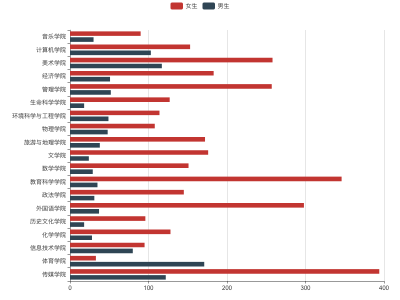 女生 男生
音乐学院
计算机学院
美术学院
经济学院
管理学院
生命科学学院
环境科学与工程学院
物理学院
旅游与地理学院
文学院
数学学院
教育科学学院
政法学院
外国语学院
历史文化学院
化学学院
信息技术学院
体育学院
传媒学院
0 100 200 300 400